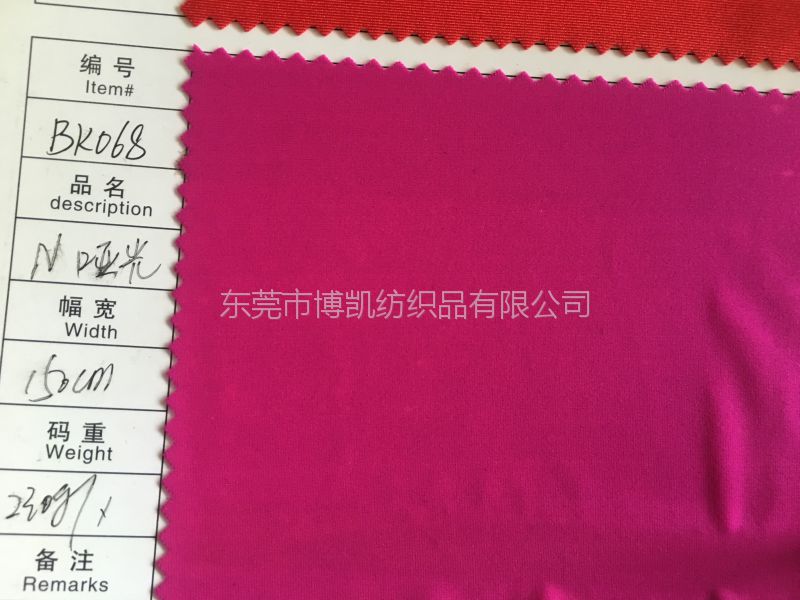 编号
Item#
BK068
品名
description
N哑光
幅宽
Width
150cm
码重
Weight
230g/
备注
Remarks
东莞市博凯纺织品有限公司